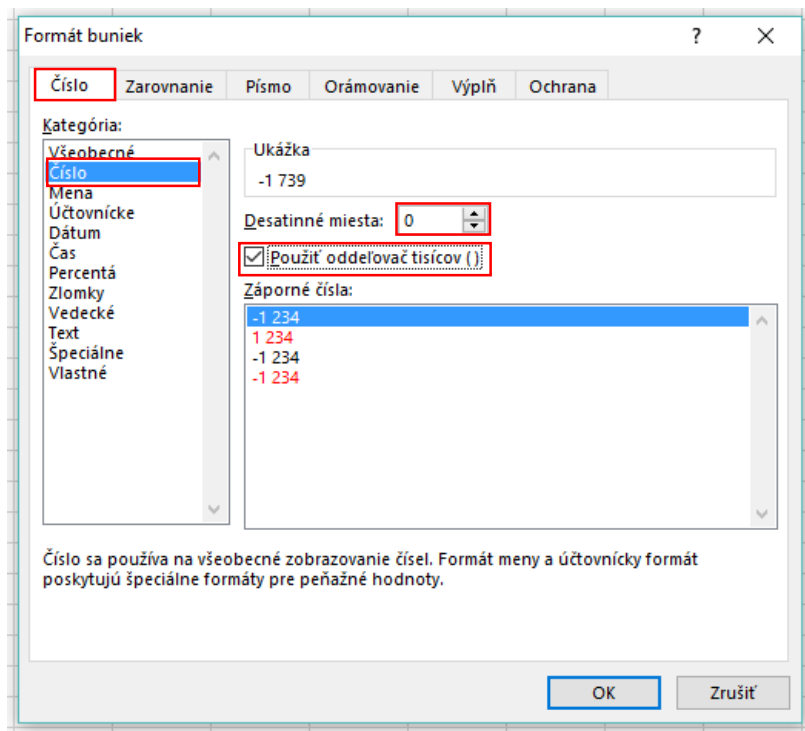 Formát buniek ?
Číslo Zarovnanie Písmo Orámovanie Výplň Ochrana
Kategória:
Všeobecné
Číslo
Mena
Účtovnícke
Dátum
Čas
Percentá
Zlomky
Vedecké
Text
Špeciálne
Vlastné
Ukážka
-1 739
Desatinné miesta: 0
Použiť oddeľovač tisícov ( )
Záporné čísla:
-1 234
1 234
-1 234
-1 234
Číslo sa používa na všeobecné zobrazovanie čísel. Formát meny a účtovnícky formát
poskytujú špeciálne formáty pre peňažné hodnoty.
OK Zrušiť